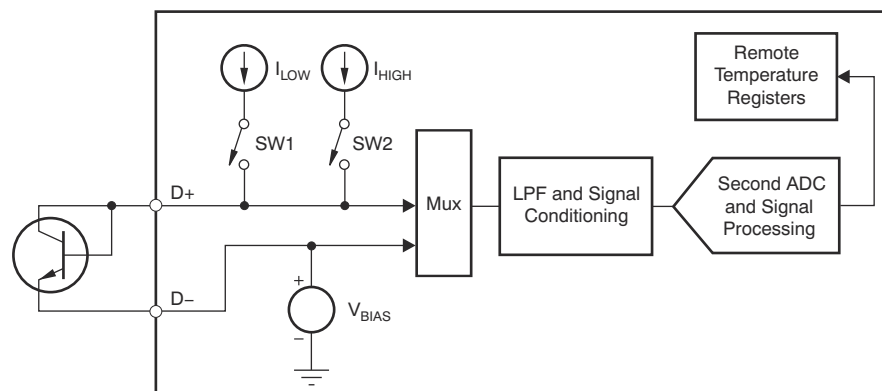 I_LOW
I_HIGH
Remote
Temperature
Registers
SW1
SW2
D+
Mux
LPF and Signal
Conditioning
Second ADC
and Signal
Processing
D−
+
V_BIAS
−